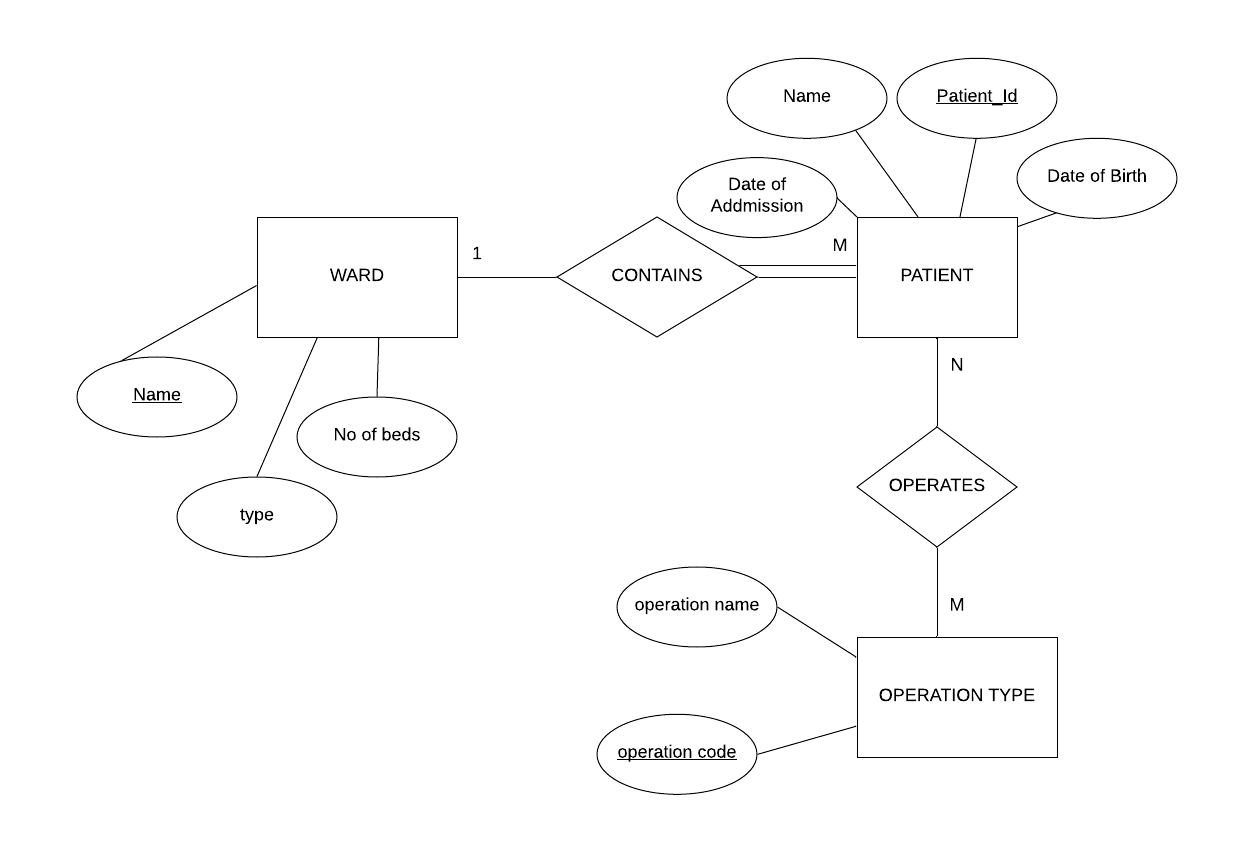 Name
Patient_Id
Date of Birth
Date of
Addmission
M
1
WARD
CONTAINS
PATIENT
N
Name
No of beds
type
OPERATES
M
operation name
OPERATION TYPE
operation code